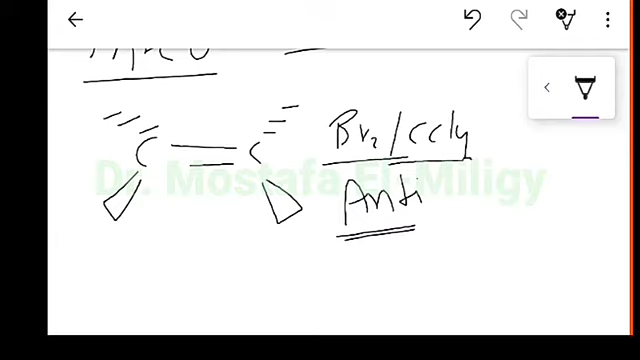 C = C Br₂/CCl₄
Dr. Mostafa El-Miligy
Anti